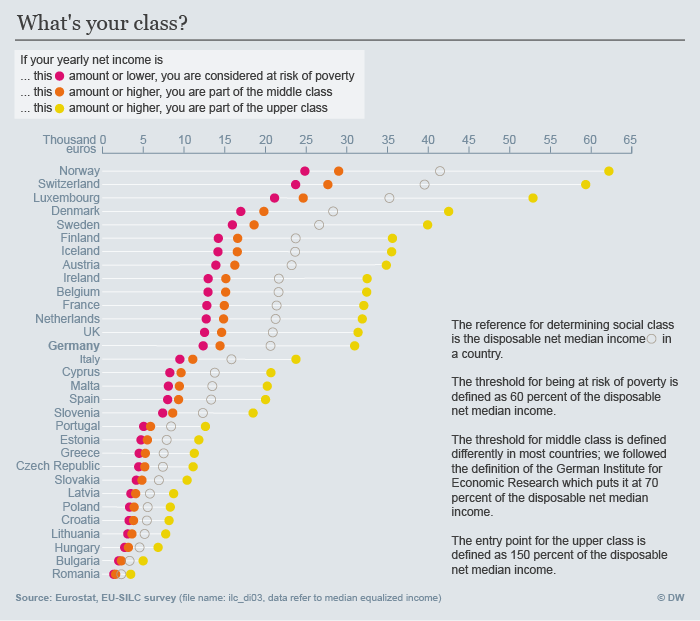 What's your class?
If your yearly net income is
... this ● amount or lower, you are considered at risk of poverty
... this ● amount or higher, you are part of the middle class
... this ● amount or higher, you are part of the upper class
Thousand euros 0 5 10 15 20 25 30 35 40 45 50 55 60 65
Norway
Switzerland
Luxembourg
Denmark
Sweden
Finland
Iceland
Austria
Ireland
Belgium
France
Netherlands
UK
Germany
Italy
Cyprus
Malta
Spain
Slovenia
Portugal
Estonia
Greece
Czech Republic
Slovakia
Latvia
Poland
Croatia
Lithuania
Hungary
Bulgaria
Romania
The reference for determining social class
is the disposable net median income○ in
a country.
The threshold for being at risk of poverty is
defined as 60 percent of the disposable
net median income.
The threshold for middle class is defined
differently in most countries; we followed
the definition of the German Institute for
Economic Research which puts it at 70
percent of the disposable net median
income.
The entry point for the upper class is
defined as 150 percent of the disposable
net median income.
Source: Eurostat, EU-SILC survey (file name: ilc_di03, data refer to median equalized income)
© DW